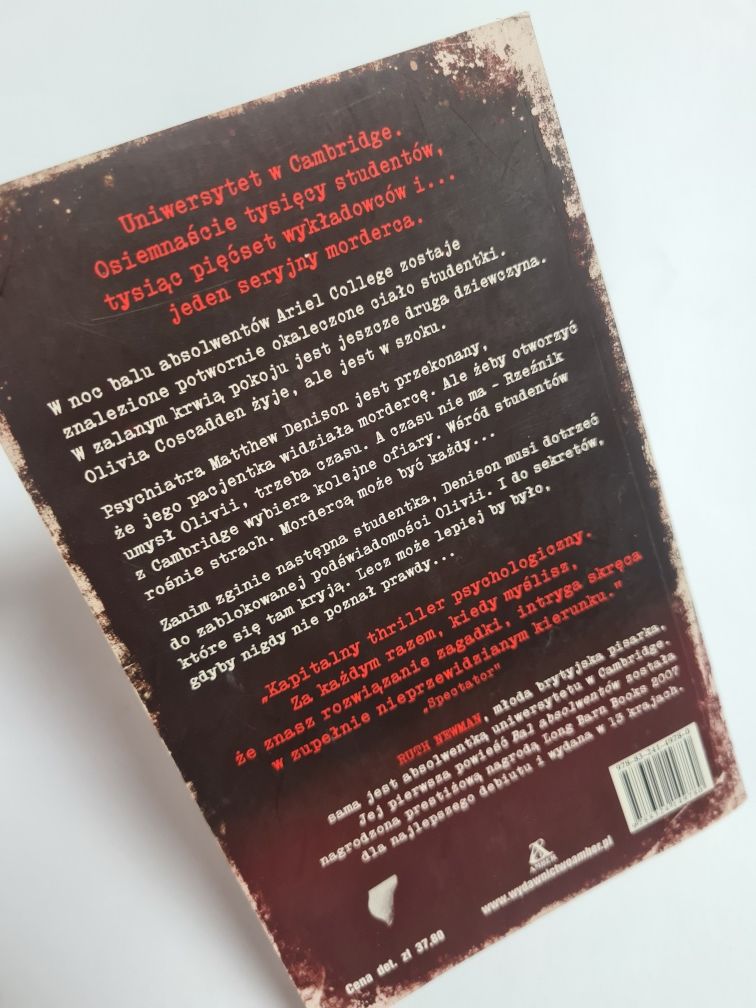 Uniwersytet w Cambridge.
Osiemnaście tysięcy studentów,
tysiąc pięćset wykładowców i...
jeden seryjny morderca.
W noc balu absolwentów Ariel College zostaje
znalezione potwornie okaleczone ciało studentki.
W zalanym krwią pokoju jest jeszcze druga dziewczyna.
Olivia Coscadden żyje, ale jest w szoku.
Psychiatra Matthew Denison jest przekonany,
że jego pacjentka widziała mordercę. Ale żeby otworzyć
umysł Olivii, trzeba czasu. A czasu nie ma - Rzeźnik
z Cambridge wybiera kolejne ofiary. Wśród studentów
rośnie strach. Mordercą może być każdy...
Zanim zginie następna studentka, Denison musi dotrzeć
do zablokowanej podświadomości Olivii. I do sekretów,
które się tam kryją. Lecz może lepiej by było,
gdyby nigdy nie poznał prawdy...
„Kapitalny thriller psychologiczny.
Za każdym razem, kiedy myślisz,
że znasz rozwiązanie zagadki, intryga skręca
w zupełnie nieprzewidzianym kierunku."
„Spectator"
RUTH NEWMAN, młoda brytyjska pisarka,
sama jest absolwentką uniwersytetu w Cambridge.
Jej pierwsza powieść Bal absolwentów została
nagrodzona prestiżową nagrodą Long Barn Books 2007
dla najlepszego debiutu i wydana w 13 krajach.
AMBER
www.wydawnictwoamber.pl
Cena det. zł 37,80